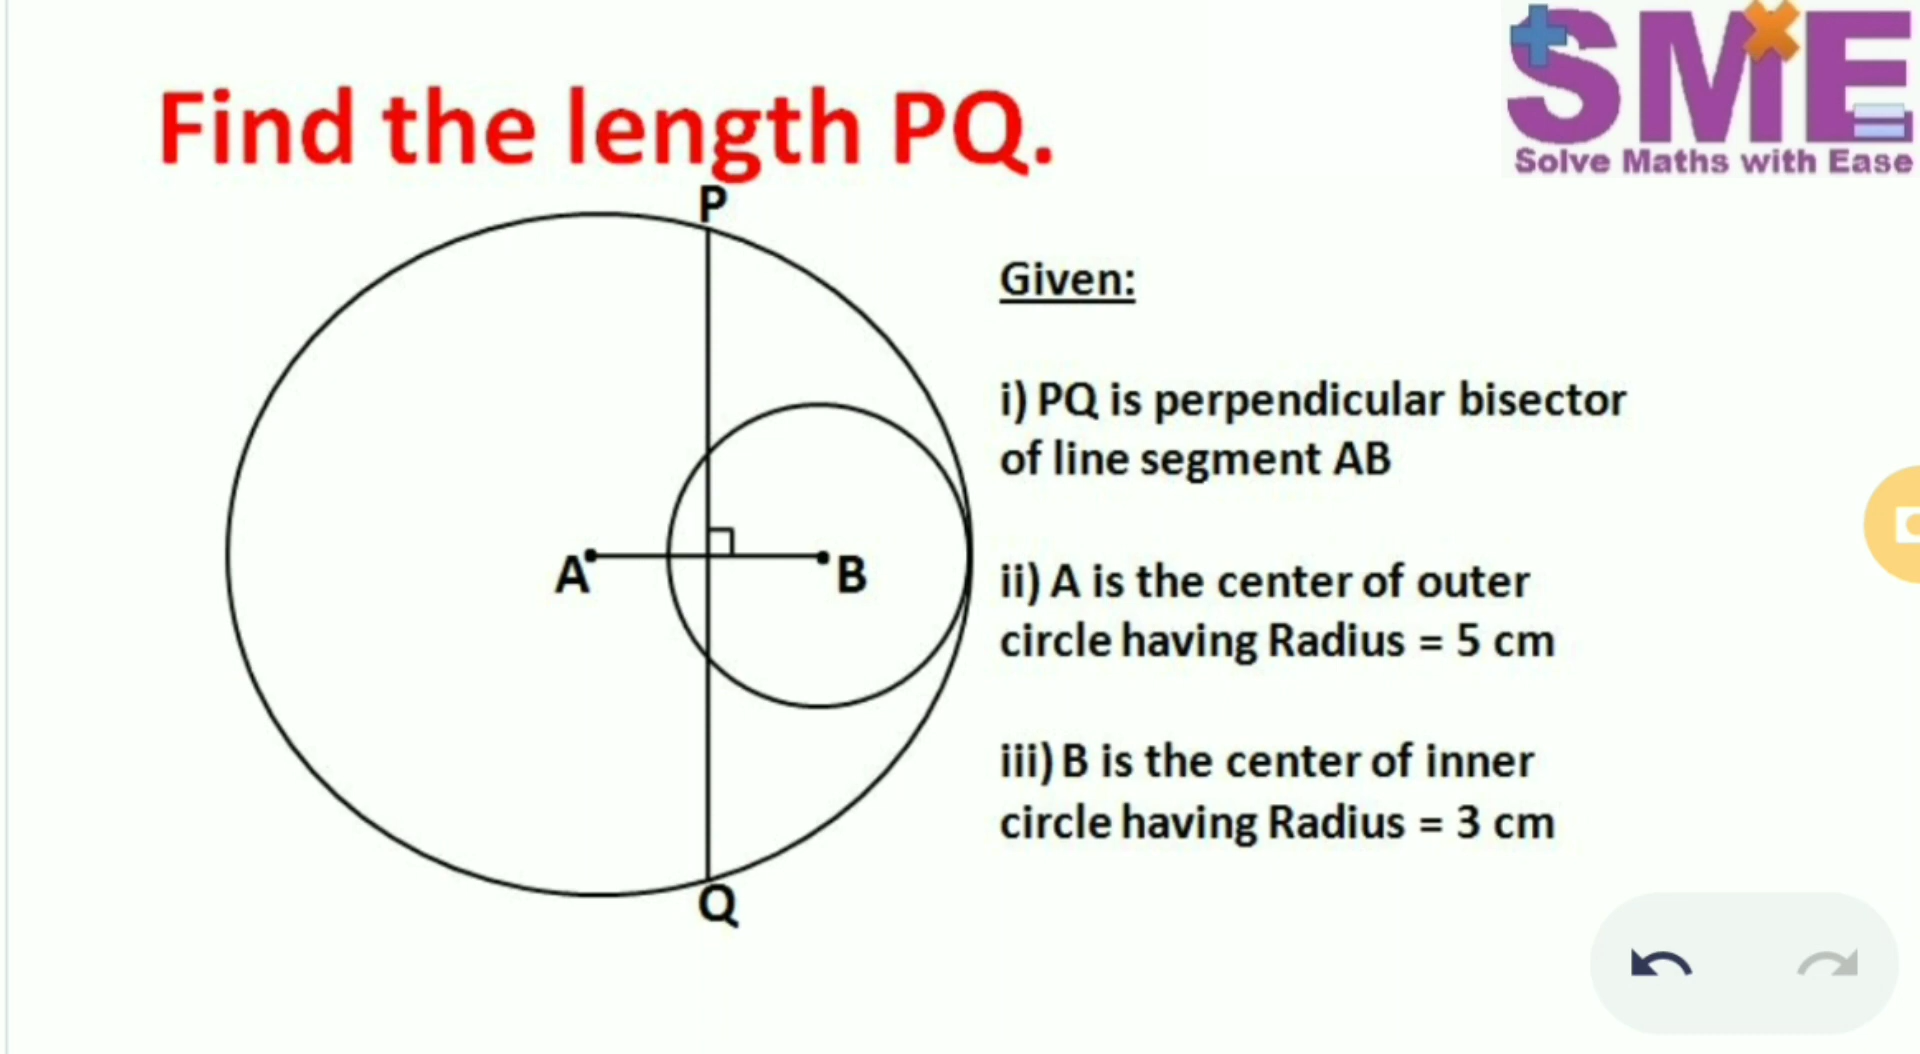 SME
Solve Maths with Ease
Find the length PQ.
P
Given:
i) PQ is perpendicular bisector
of line segment AB
A
B
ii) A is the center of outer
circle having Radius = 5 cm
iii) B is the center of inner
circle having Radius = 3 cm
Q